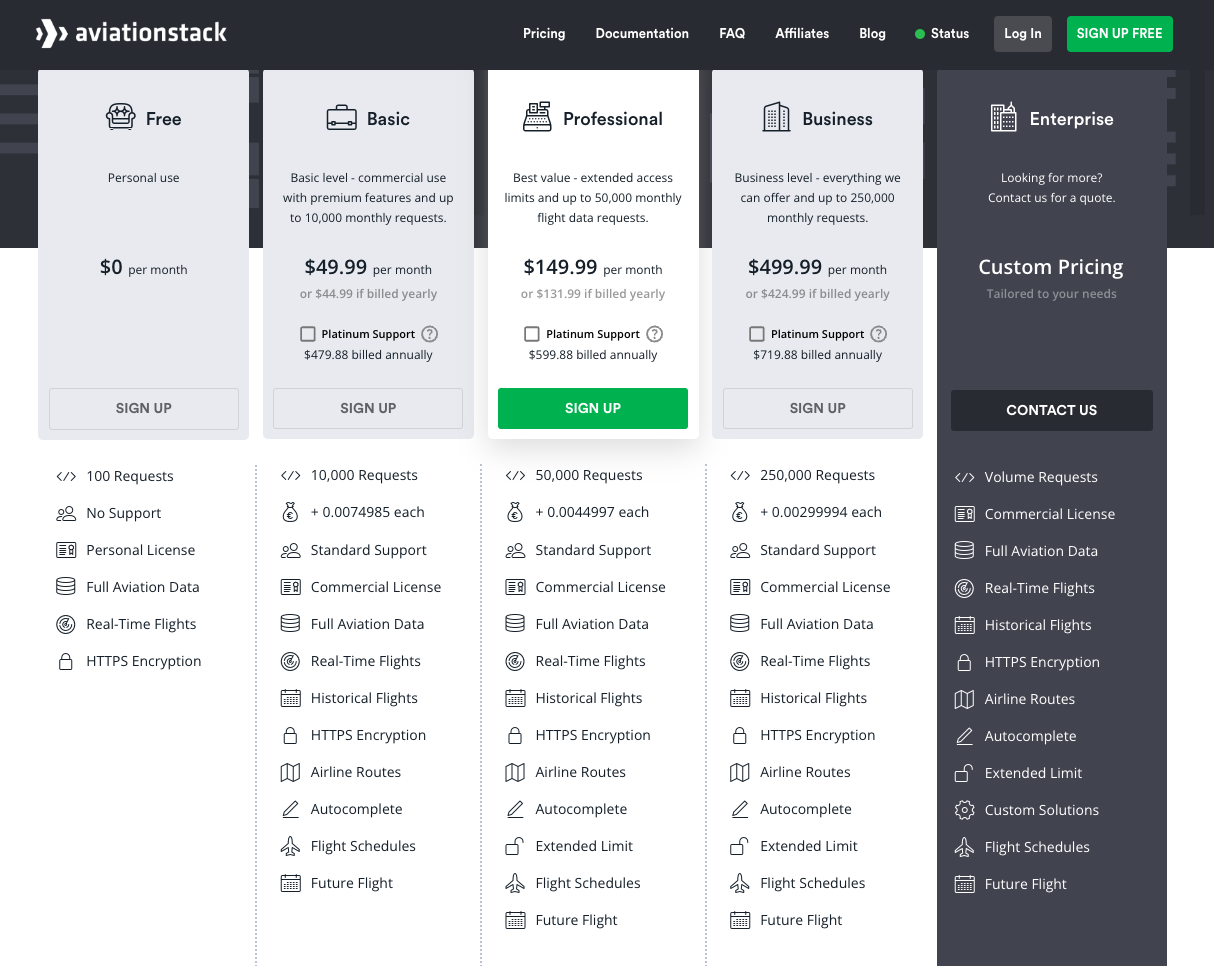 aviationstack
Pricing
Documentation
FAQ
Affiliates
Blog
Status
Log In
SIGN UP FREE
Free
Personal use
$0 per month
SIGN UP
100 Requests
No Support
Personal License
Full Aviation Data
Real-Time Flights
HTTPS Encryption
Basic
Basic level - commercial use
with premium features and up
to 10,000 monthly requests.
$49.99 per month
or $44.99 if billed yearly
Platinum Support ?
$479.88 billed annually
SIGN UP
10,000 Requests
+ 0.0074985 each
Standard Support
Commercial License
Full Aviation Data
Real-Time Flights
Historical Flights
HTTPS Encryption
Airline Routes
Autocomplete
Flight Schedules
Future Flight
Professional
Best value - extended access
limits and up to 50,000 monthly
flight data requests.
$149.99 per month
or $131.99 if billed yearly
Platinum Support ?
$599.88 billed annually
SIGN UP
50,000 Requests
+ 0.0044997 each
Standard Support
Commercial License
Full Aviation Data
Real-Time Flights
Historical Flights
HTTPS Encryption
Airline Routes
Autocomplete
Extended Limit
Flight Schedules
Future Flight
Business
Business level - everything we
can offer and up to 250,000
monthly requests.
$499.99 per month
or $424.99 if billed yearly
Platinum Support ?
$719.88 billed annually
SIGN UP
250,000 Requests
+ 0.00299994 each
Standard Support
Commercial License
Full Aviation Data
Real-Time Flights
Historical Flights
HTTPS Encryption
Airline Routes
Autocomplete
Extended Limit
Flight Schedules
Future Flight
Enterprise
Looking for more?
Contact us for a quote.
Custom Pricing
Tailored to your needs
CONTACT US
Volume Requests
Commercial License
Full Aviation Data
Real-Time Flights
Historical Flights
HTTPS Encryption
Airline Routes
Autocomplete
Extended Limit
Custom Solutions
Flight Schedules
Future Flight